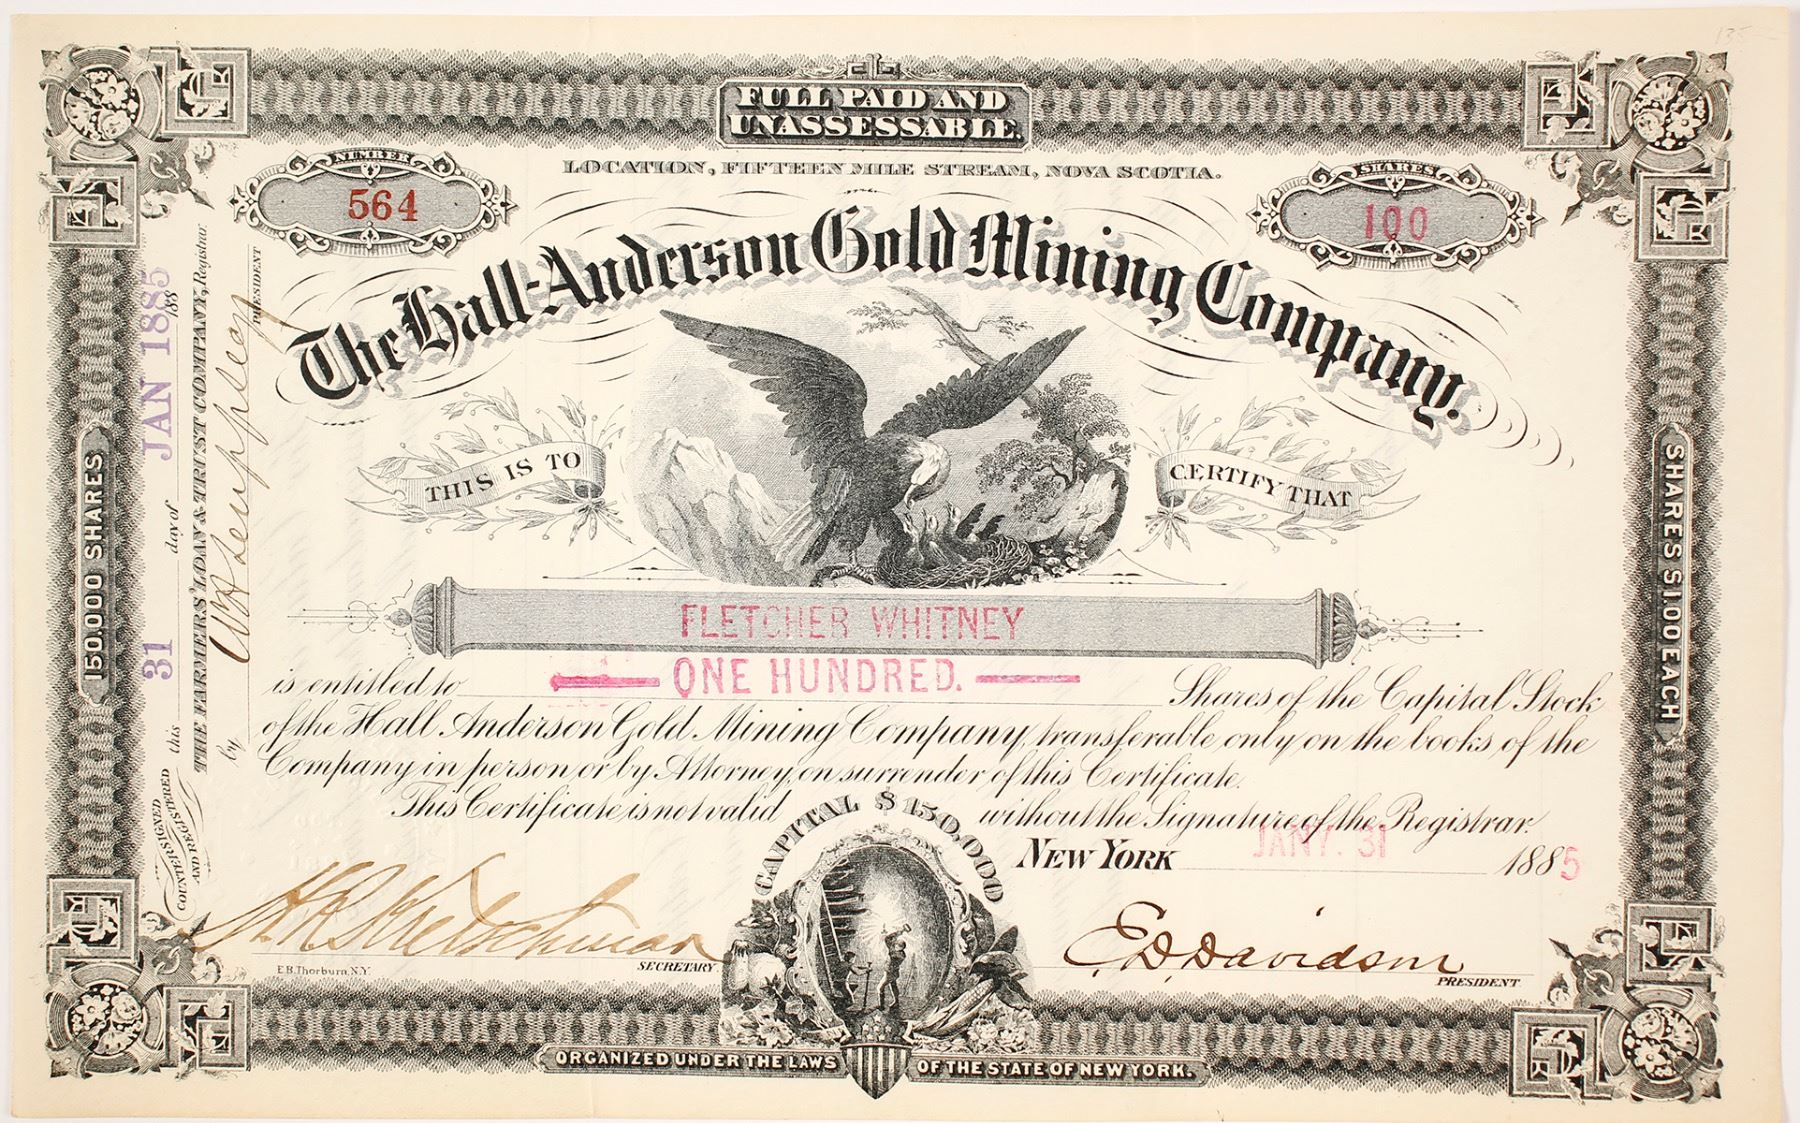 FULL PAID AND
UNASSESSABLE.
LOCATION, FIFTEEN MILE STREAM, NOVA SCOTIA.
NUMBER
564
SHARES
100
The Hall-Anderson Gold Mining Company.
THIS IS TO CERTIFY THAT
FLETCHER WHITNEY
is entitled to ONE HUNDRED. Shares of the Capital Stock
of the Hall Anderson Gold Mining Company, transferable only on the books of the
Company in person or by Attorney, on surrender of this Certificate.
This Certificate is not valid without the Signature of the Registrar.
CAPITAL $150,000
NEW YORK JANY. 31 1885
SECRETARY.
E. D. Davidson
PRESIDENT
E.B. Thorburn, N.Y.
ORGANIZED UNDER THE LAWS OF THE STATE OF NEW YORK.
150.000 SHARES
SHARES $1.00 EACH
COUNTERSIGNED
AND REGISTERED
this 31 day of JAN 1885 188
THE FARMERS' LOAN & TRUST COMPANY, Registrar
by
PRESIDENT